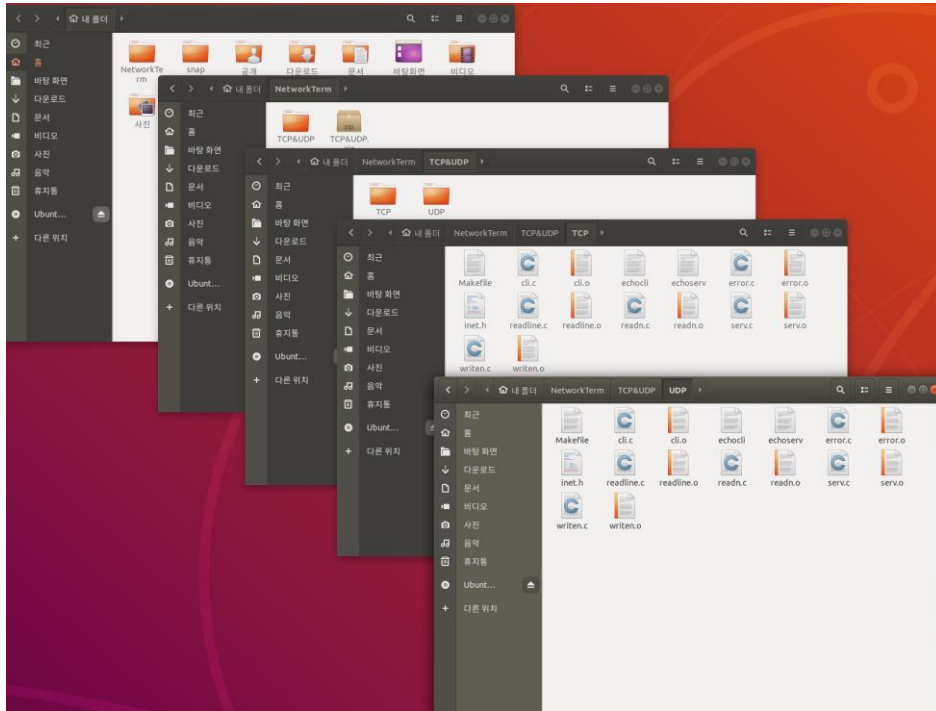 내 폴더
최근
홈
바탕 화면
다운로드
문서
비디오
사진
음악
휴지통
Ubunt...
다른 위치
NetworkTe
rm
snap
공개
다운로드
문서
바탕화면
비디오
사진
내 폴더 NetworkTerm
최근
홈
바탕 화면
다운로드
문서
비디오
사진
음악
휴지통
Ubunt...
다른 위치
TCP&UDP TCP&UDP.
내 폴더 NetworkTerm TCP&UDP
최근
홈
바탕 화면
다운로드
문서
비디오
사진
음악
휴지통
Ubunt...
다른 위치
TCP UDP
내 폴더 NetworkTerm TCP&UDP TCP
최근
홈
바탕 화면
다운로드
문서
비디오
사진
음악
휴지통
Ubunt...
다른 위치
Makefile cli.c cli.o echocli echoserv error.c error.o
inet.h readline.c readline.o readn.c readn.o serv.c serv.o
writen.c writen.o
내 폴더 NetworkTerm TCP&UDP UDP
최근
홈
바탕 화면
다운로드
문서
비디오
사진
음악
휴지통
Ubunt...
다른 위치
Makefile cli.c cli.o echocli echoserv error.c error.o
inet.h readline.c readline.o readn.c readn.o serv.c serv.o
writen.c writen.o